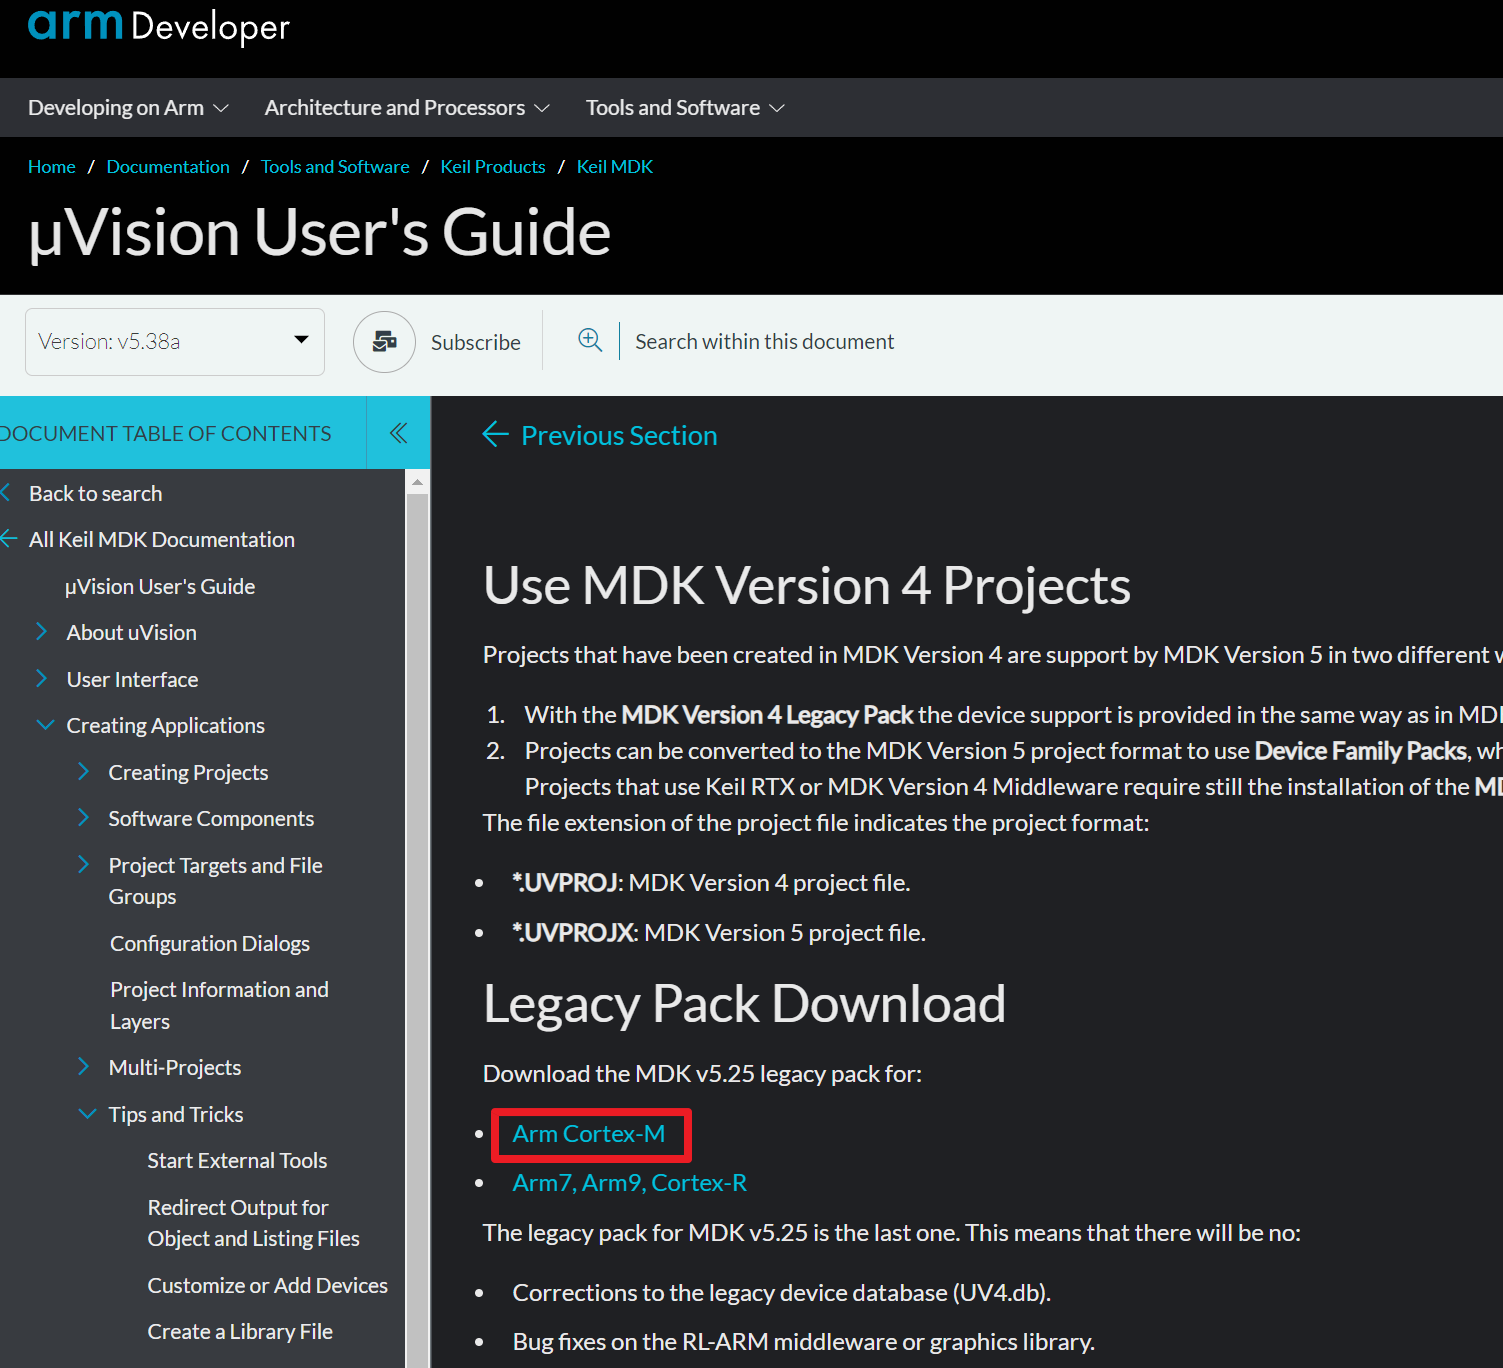 arm Developer
Developing on Arm
Architecture and Processors
Tools and Software
Home / Documentation / Tools and Software / Keil Products / Keil MDK
µVision User's Guide
Version: v5.38a
Subscribe
Search within this document
DOCUMENT TABLE OF CONTENTS
Back to search
All Keil MDK Documentation
µVision User's Guide
About uVision
User Interface
Creating Applications
Creating Projects
Software Components
Project Targets and File
Groups
Configuration Dialogs
Project Information and
Layers
Multi-Projects
Tips and Tricks
Start External Tools
Redirect Output for
Object and Listing Files
Customize or Add Devices
Create a Library File
Previous Section
Use MDK Version 4 Projects
Projects that have been created in MDK Version 4 are support by MDK Version 5 in two different
1. With the MDK Version 4 Legacy Pack the device support is provided in the same way as in
2. Projects can be converted to the MDK Version 5 project format to use Device Family Packs,
Projects that use Keil RTX or MDK Version 4 Middleware require still the installation of the
The file extension of the project file indicates the project format:
• *.UVPROJ: MDK Version 4 project file.
• *.UVPROJX: MDK Version 5 project file.
Legacy Pack Download
Download the MDK v5.25 legacy pack for:
• Arm Cortex-M
• Arm7, Arm9, Cortex-R
The legacy pack for MDK v5.25 is the last one. This means that there will be no:
• Corrections to the legacy device database (UV4.db).
• Bug fixes on the RL-ARM middleware or graphics library.